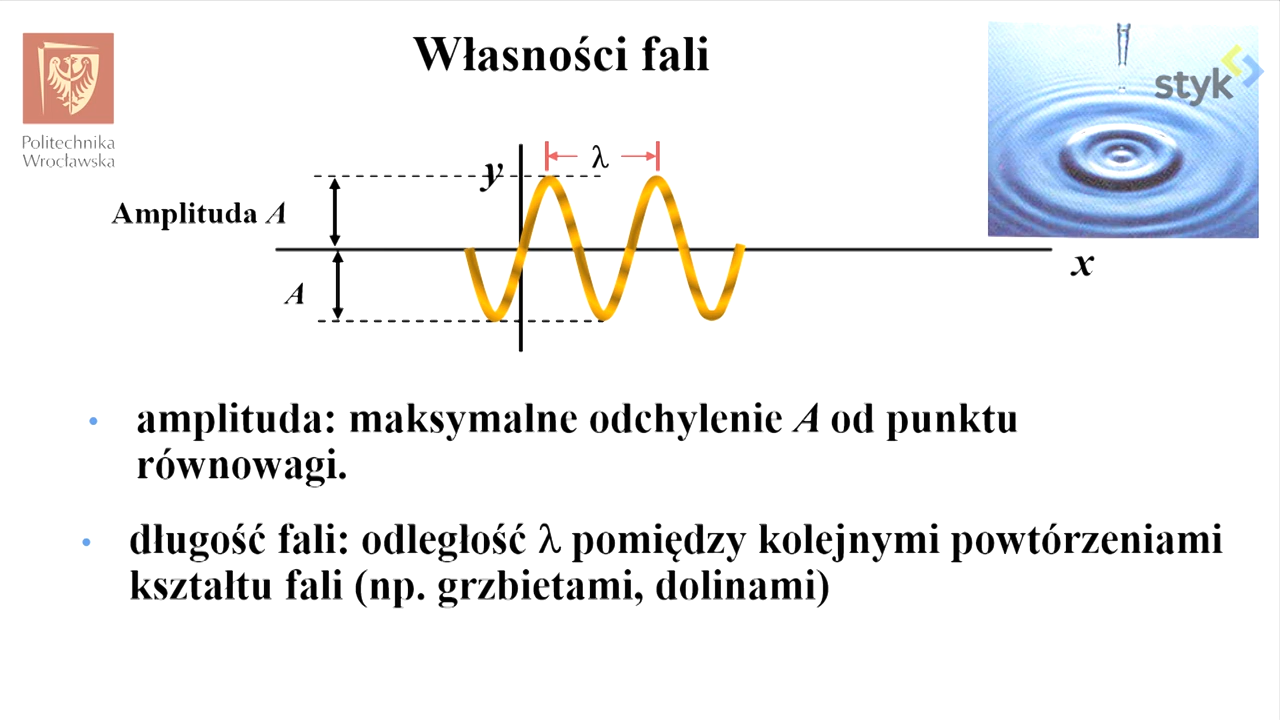 Własności fali
Politechnika
Wrocławska
styk
y
λ
Amplituda A
x
A
amplituda: maksymalne odchylenie A od punktu
równowagi.
długość fali: odległość λ pomiędzy kolejnymi powtórzeniami
kształtu fali (np. grzbietami, dolinami)